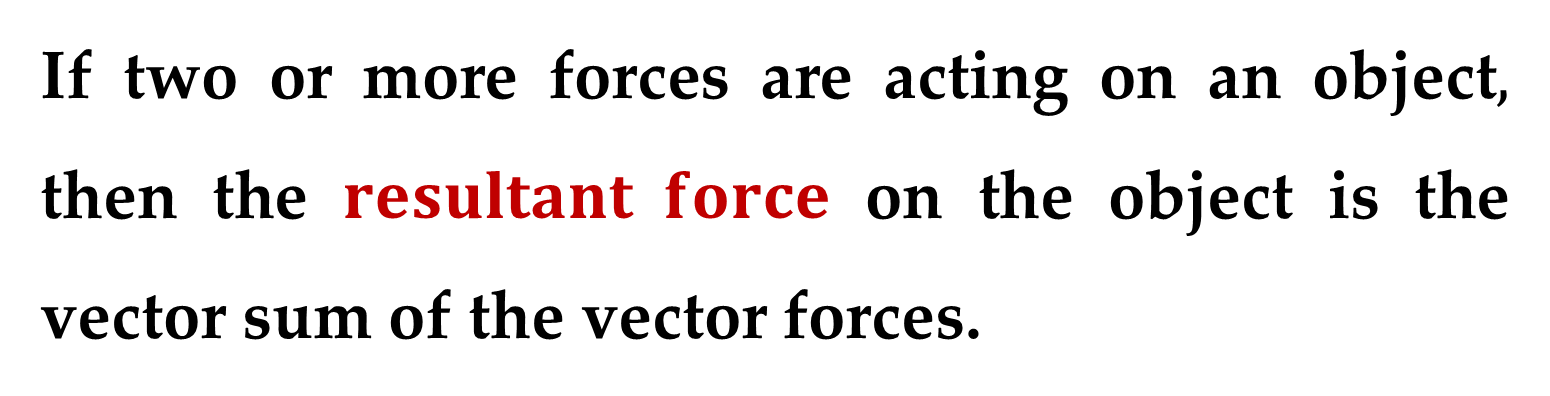 If two or more forces are acting on an object,
then the resultant force on the object is the
vector sum of the vector forces.